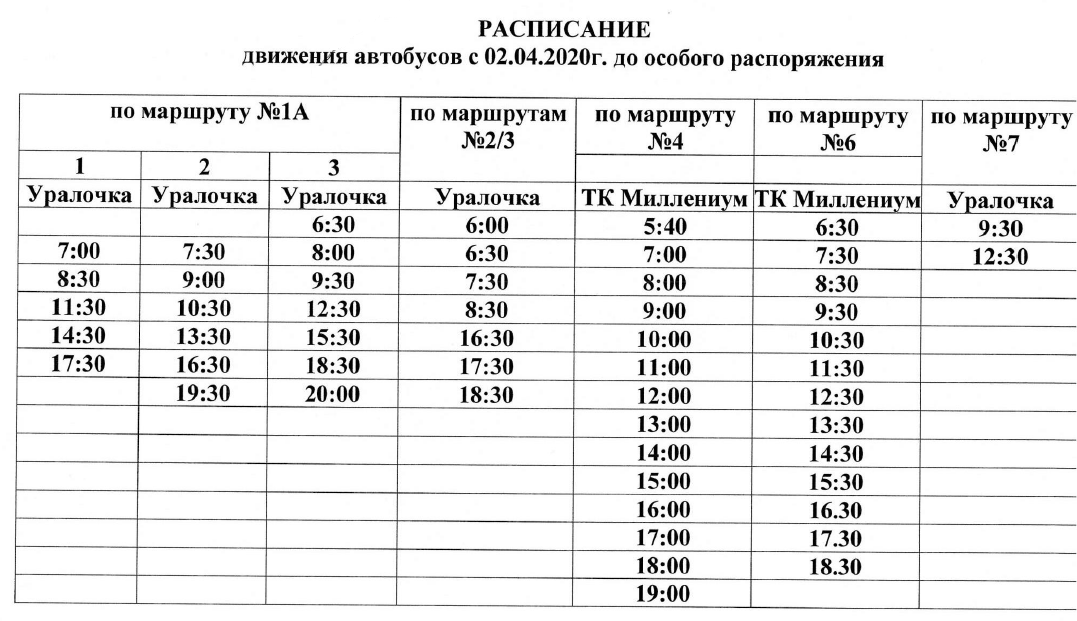 РАСПИСАНИЕ
движения автобусов с 02.04.2020г. до особого распоряжения
по маршруту №1А по маршрутам №2/3 по маршруту №4 по маршруту №6 по маршруту №7
1 2 3
Уралочка Уралочка Уралочка Уралочка ТК Миллениум ТК Миллениум Уралочка
6:30 6:00 5:40 6:30 9:30
7:00 7:30 8:00 6:30 7:00 7:30 12:30
8:30 9:00 9:30 7:30 8:00 8:30
11:30 10:30 12:30 8:30 9:00 9:30
14:30 13:30 15:30 16:30 10:00 10:30
17:30 16:30 18:30 17:30 11:00 11:30
19:30 20:00 18:30 12:00 12:30
13:00 13:30
14:00 14:30
15:00 15:30
16:00 16.30
17:00 17.30
18:00 18.30
19:00